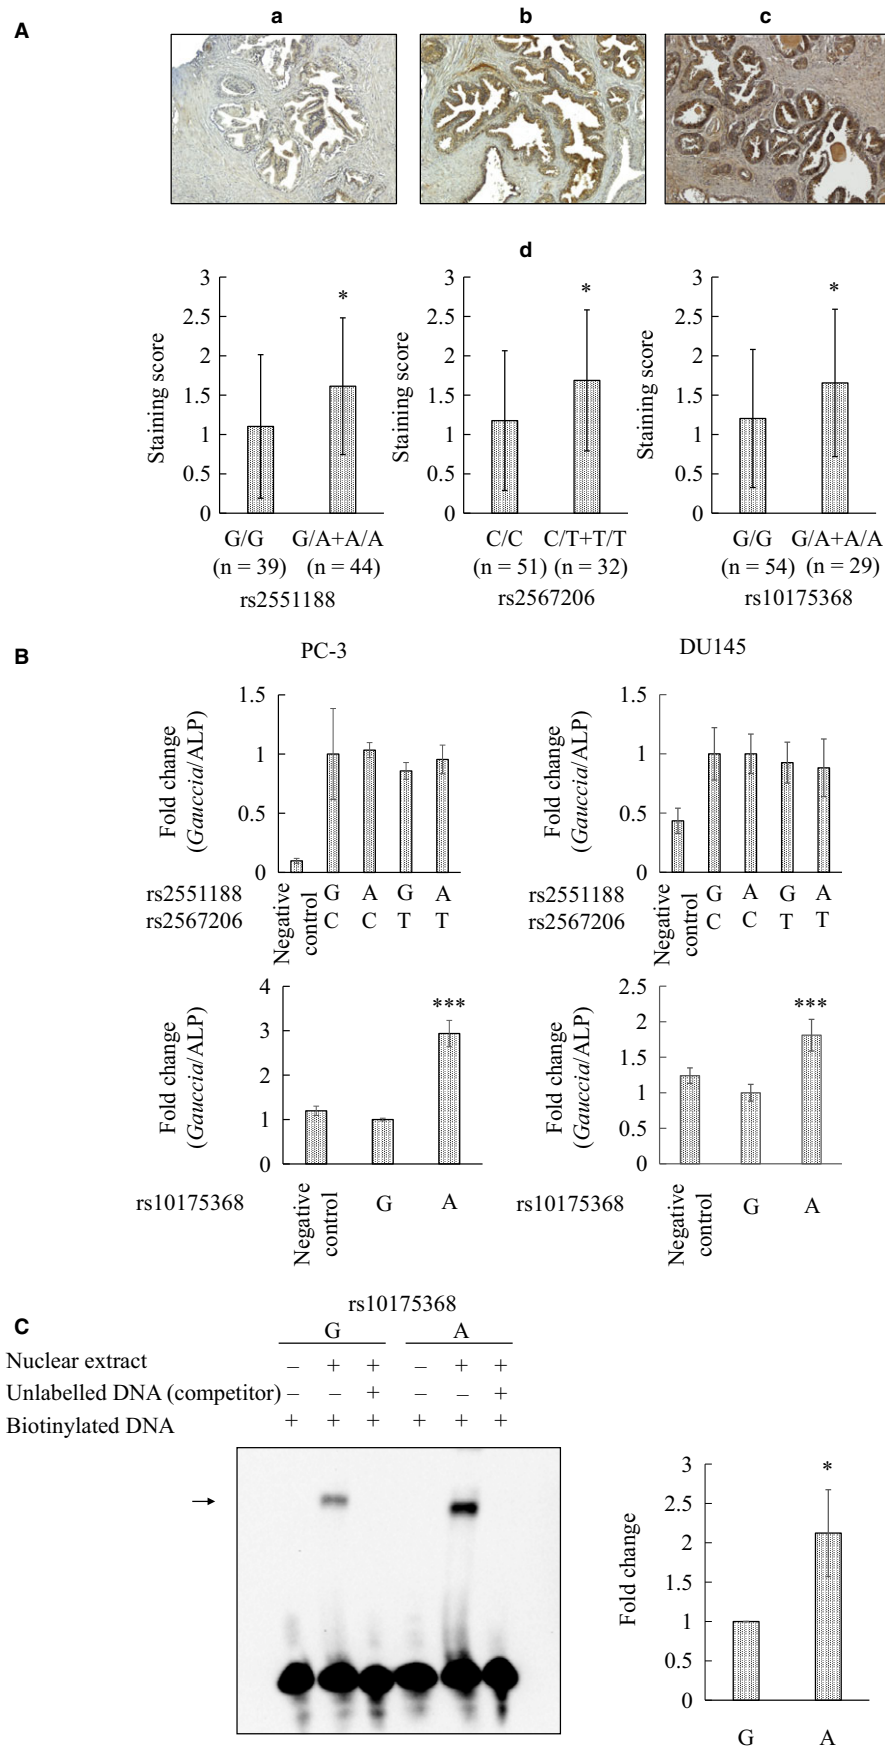 A
a b c
d
3 3 3
2.5 2.5 2.5
2 2 2
1.5 1.5 1.5
1 1 1
0.5 0.5 0.5
0 0 0
Staining score Staining score Staining score
* * *
G/G G/A+A/A C/C C/T+T/T G/G G/A+A/A
(n = 39) (n = 44) (n = 51) (n = 32) (n = 54) (n = 29)
rs2551188 rs2567206 rs10175368
B
PC-3 DU145
Fold change Fold change
(Gauccia/ALP) (Gauccia/ALP)
1.5 1.5
1 1
0.5 0.5
0 0
rs2551188 G A G A rs2551188 G A G A
rs2567206 C C T T rs2567206 C C T T
Negative Negative
control control
Fold change Fold change
(Gauccia/ALP) (Gauccia/ALP)
4 2.5
3 2
2 1.5
1 1
0 0.5
0
*** ***
rs10175368 G A rs10175368 G A
Negative Negative
control control
C
rs10175368
G A
Nuclear extract – + + – + +
Unlabelled DNA (competitor) – – + – – +
Biotinylated DNA + + + + + +
→
Fold change
3
2.5
2
1.5
1
0.5
0
*
G A